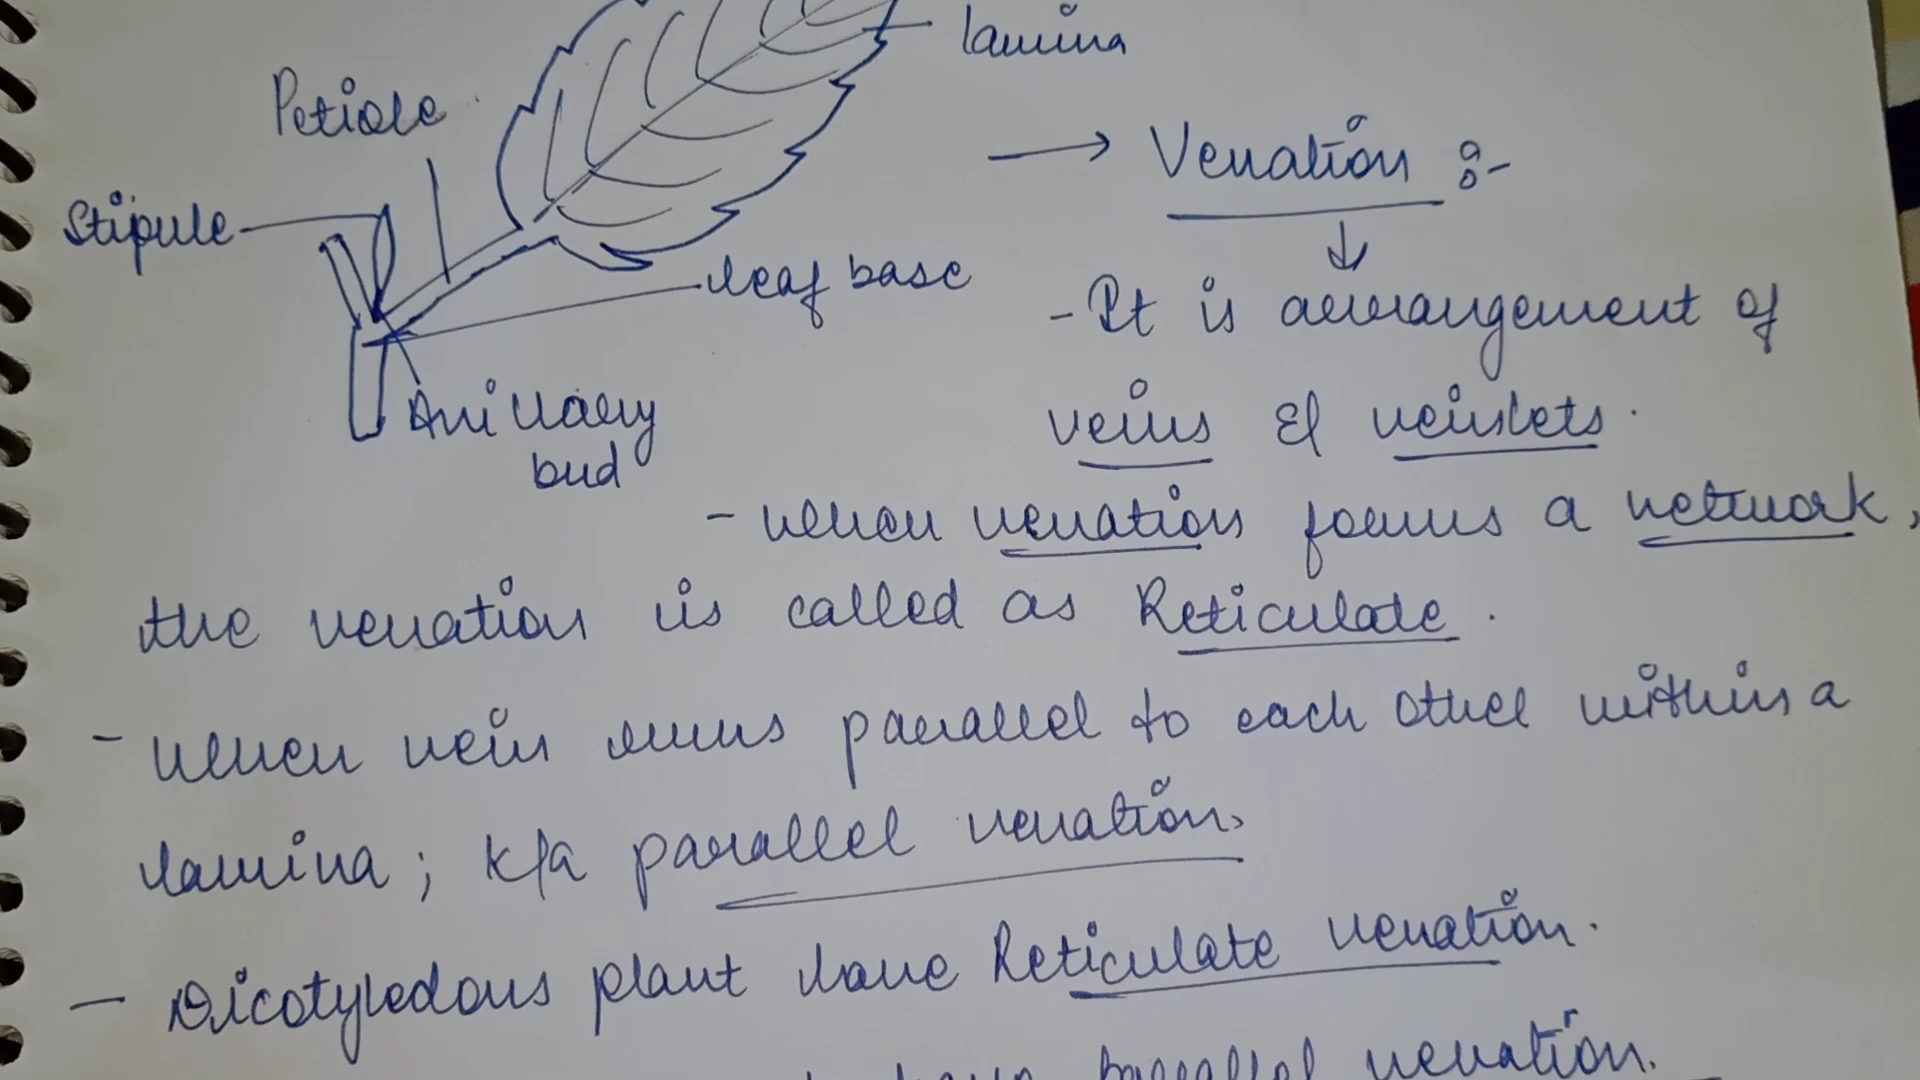 lamina
Petiole
Stipule
leaf base
Axillary
bud
→ Venation :-
↓
- It is arrangement of
veins & veinlets.
- When venation forms a network,
the venation is called as Reticulate.
- When vein runs parallel to each other within a
lamina; k/a parallel venation.
- Dicotyledous plant have Reticulate venation.
have parallel venation.